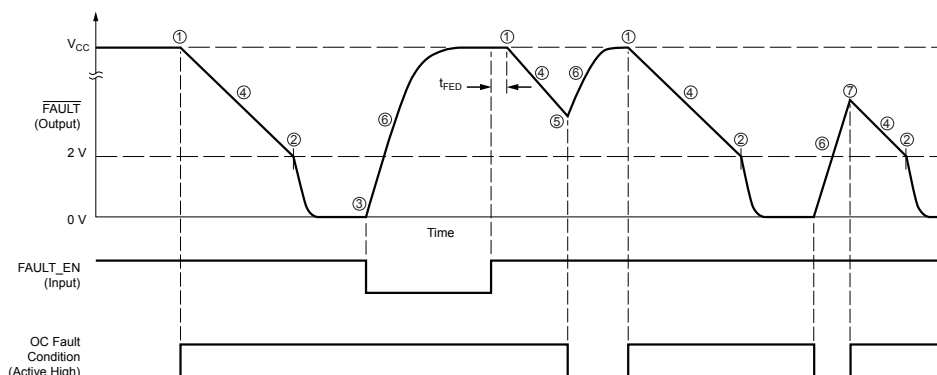 ① ① ① 
V_CC
④ t_FED ④ ⑥ ④ ⑦
FAULT
(Output)
⑥ ⑤ ⑥ ④
2 V
② ② ②
③
0 V
Time
FAULT_EN
(Input)
OC Fault
Condition
(Active High)